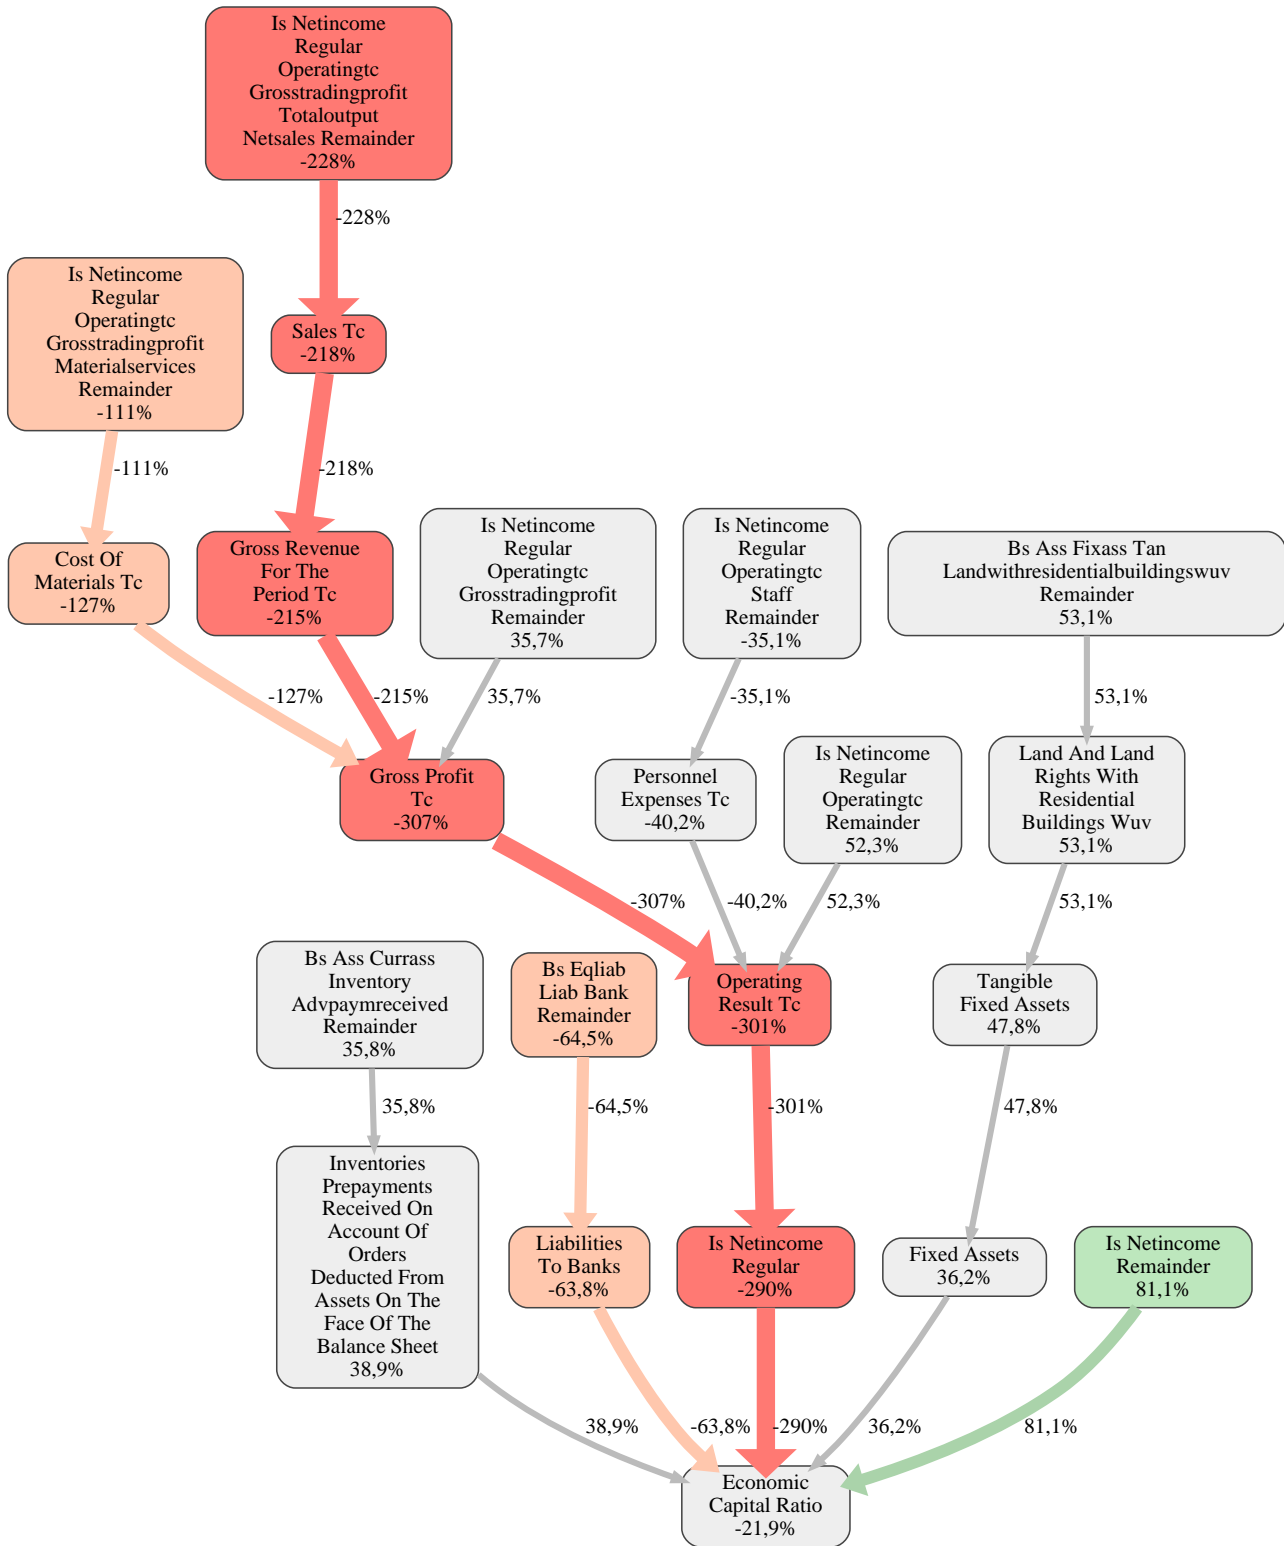 Is Netincome
Regular
Operatingtc
Grosstradingprofit
Totaloutput
Netsales Remainder
-228%
-228%
Is Netincome
Regular
Operatingtc
Grosstradingprofit
Materialservices
Remainder
-111%
Sales Tc
-218%
-111%
-218%
Cost Of
Materials Tc
-127%
Gross Revenue
For The
Period Tc
-215%
Is Netincome
Regular
Operatingtc
Grosstradingprofit
Remainder
35,7%
Is Netincome
Regular
Operatingtc
Staff
Remainder
-35,1%
Bs Ass Fixass Tan
Landwithresidentialbuildingswuv
Remainder
53,1%
-127%
-215%
35,7%
-35,1%
53,1%
Gross Profit
Tc
-307%
Personnel
Expenses Tc
-40,2%
Is Netincome
Regular
Operatingtc
Remainder
52,3%
Land And Land
Rights With
Residential
Buildings Wuv
53,1%
-307%
-40,2%
52,3%
53,1%
Bs Ass Currass
Inventory
Advpaymreceived
Remainder
35,8%
Bs Eqliab
Liab Bank
Remainder
-64,5%
Operating
Result Tc
-301%
Tangible
Fixed Assets
47,8%
35,8%
-64,5%
-301%
47,8%
Inventories
Prepayments
Received On
Account Of
Orders
Deducted From
Assets On The
Face Of The
Balance Sheet
38,9%
Liabilities
To Banks
-63,8%
Is Netincome
Regular
-290%
Fixed Assets
36,2%
Is Netincome
Remainder
81,1%
38,9%
-63,8%
-290%
36,2%
81,1%
Economic
Capital Ratio
-21,9%